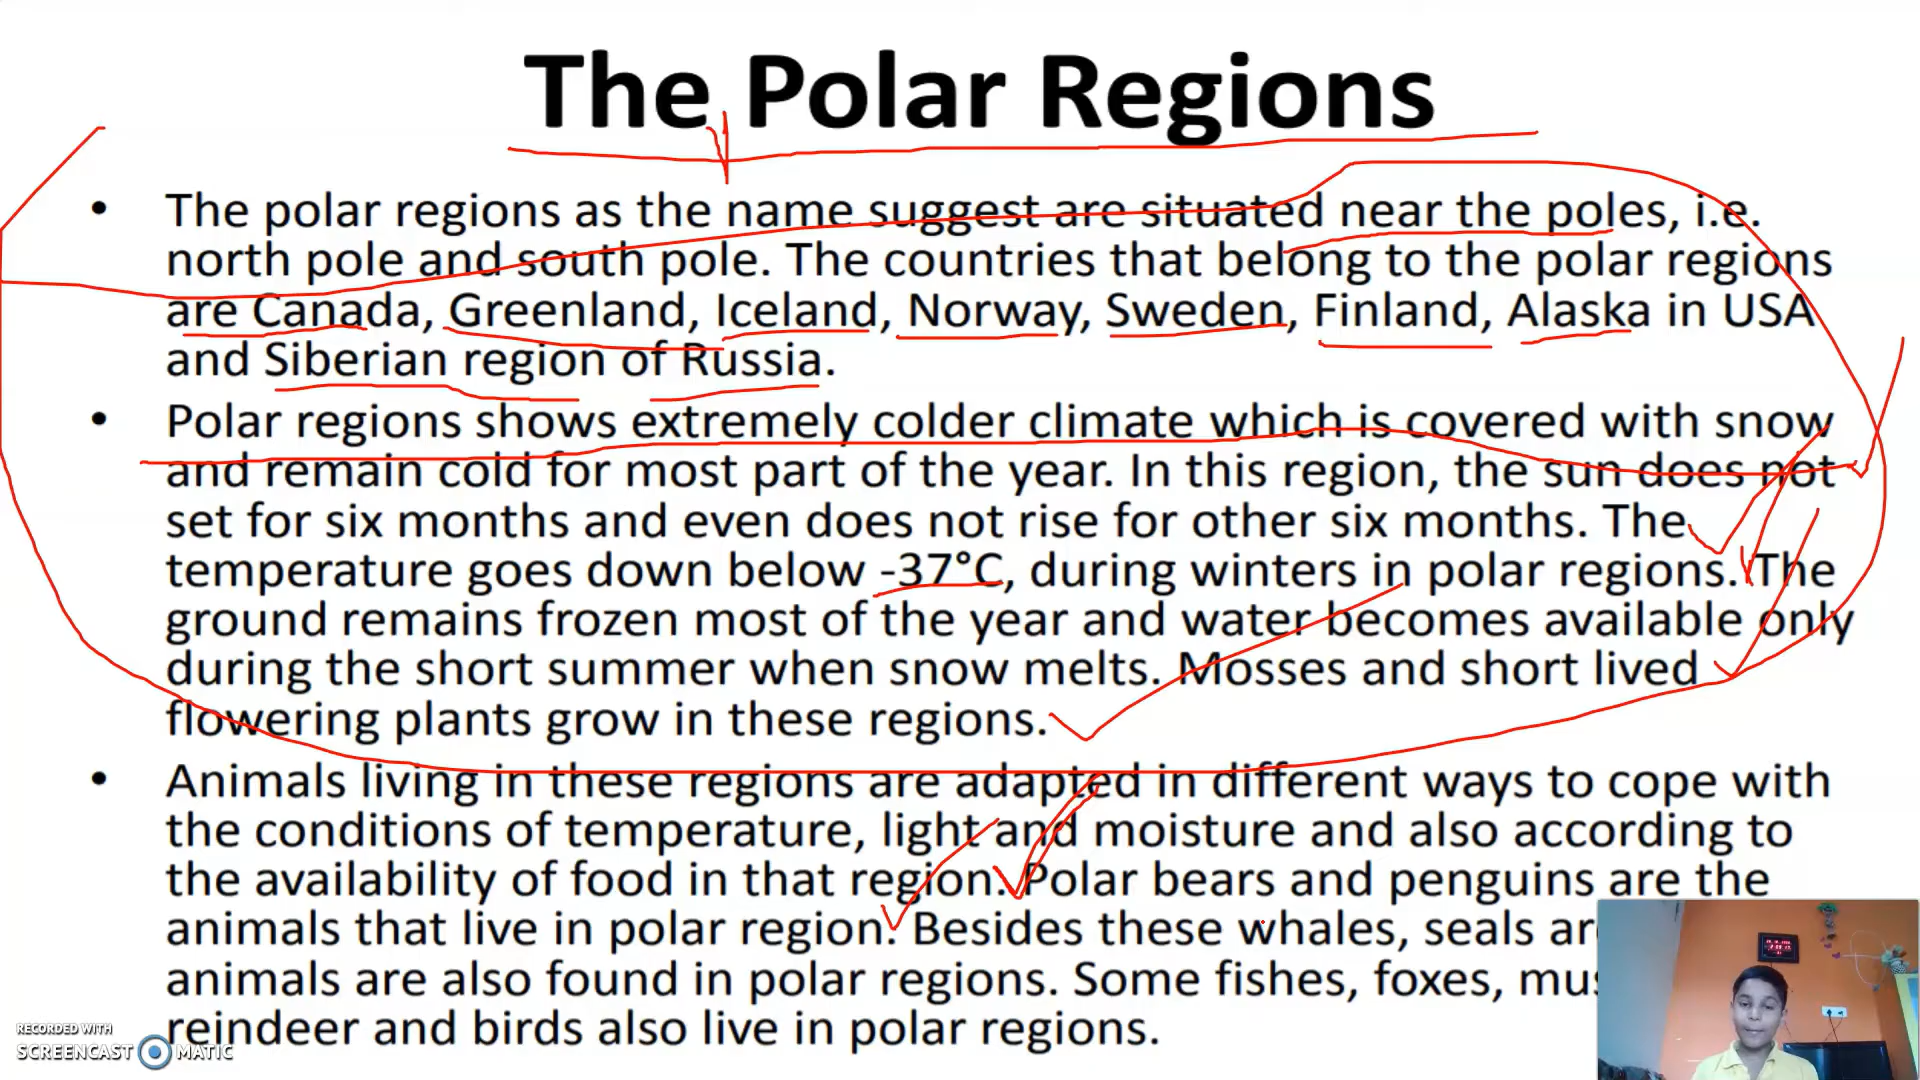 The Polar Regions
• The polar regions as the name suggest are situated near the poles, i.e.
north pole and south pole. The countries that belong to the polar regions
are Canada, Greenland, Iceland, Norway, Sweden, Finland, Alaska in USA
and Siberian region of Russia.
• Polar regions shows extremely colder climate which is covered with snow
and remain cold for most part of the year. In this region, the sun does not
set for six months and even does not rise for other six months. The
temperature goes down below -37°C, during winters in polar regions. The
ground remains frozen most of the year and water becomes available only
during the short summer when snow melts. Mosses and short lived
flowering plants grow in these regions.
• Animals living in these regions are adapted in different ways to cope with
the conditions of temperature, light and moisture and also according to
the availability of food in that region. Polar bears and penguins are the
animals that live in polar region. Besides these whales, seals
animals are also found in polar regions. Some fishes, foxes,
reindeer and birds also live in polar regions.
RECORDED WITH
SCREENCAST MATIC